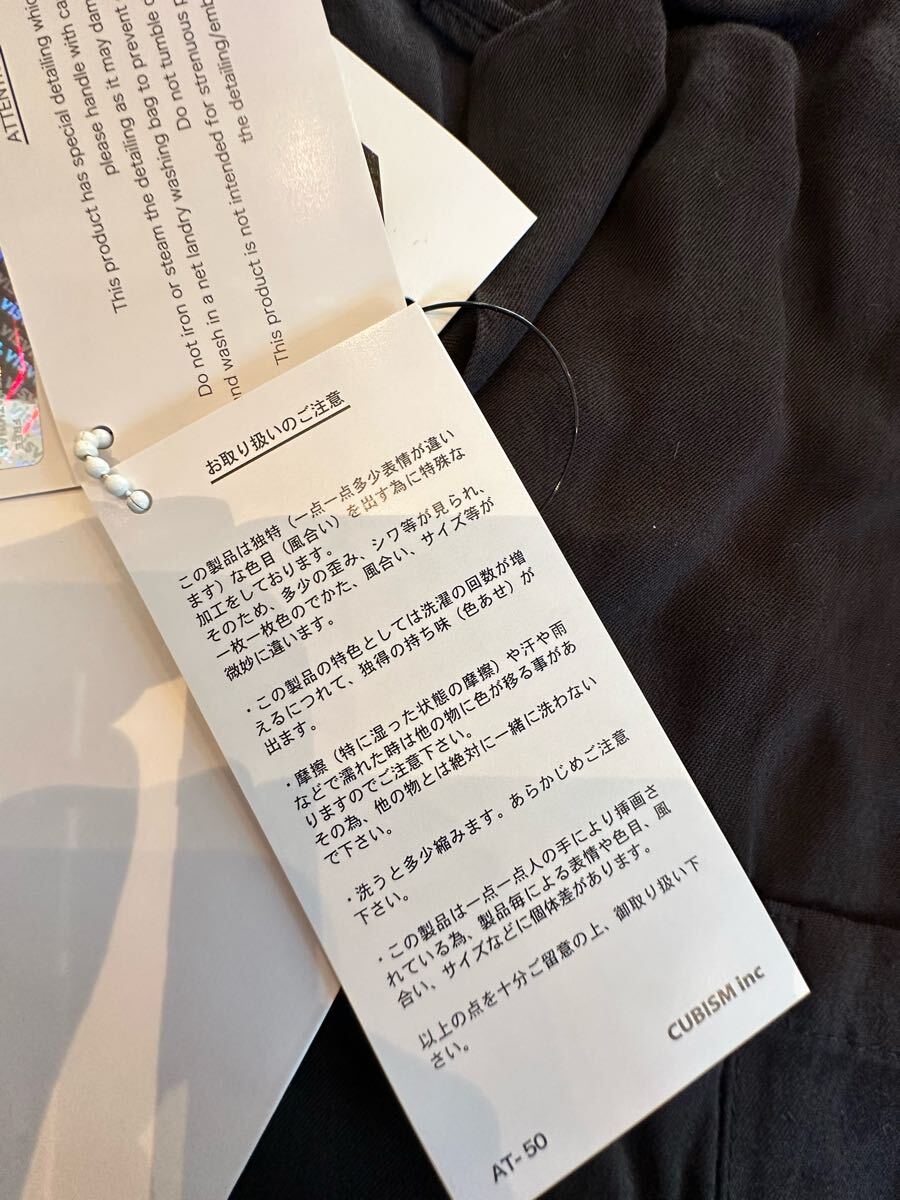 ATTEN
This product has special detailing whic
please handle with ca
detailing as it may dam
Do not iron or steam the detailing
nd wash in a net landry washing bag to prevent
Do not tumble
This product is not intended for strenuous p
the detailing/emb
お取り扱いのご注意
この製品は独特（一点一点多少表情が違い
ます）な色目（風合い）を出す為に特殊な
加工をしております。
そのため、多少の歪み、シワ等が見られ、
一枚一枚色のでかた、風合い、サイズ等が
微妙に違います。
・この製品の特色としては洗濯の回数が増
えるにつれて、独得の持ち味（色あせ）が
出ます。
・摩擦（特に湿った状態の摩擦）や汗や雨
などで濡れた時は他の物に色が移る事があ
りますのでご注意下さい。
その為、他の物とは絶対に一緒に洗わない
で下さい。
・洗うと多少縮みます。あらかじめご注意
下さい。
・この製品は一点一点人の手により挿画さ
れている為、製品毎による表情や色目、風
合い、サイズなどに個体差があります。
以上の点を十分ご留意の上、御取り扱い下
さい。
CUBISM inc
AT-50